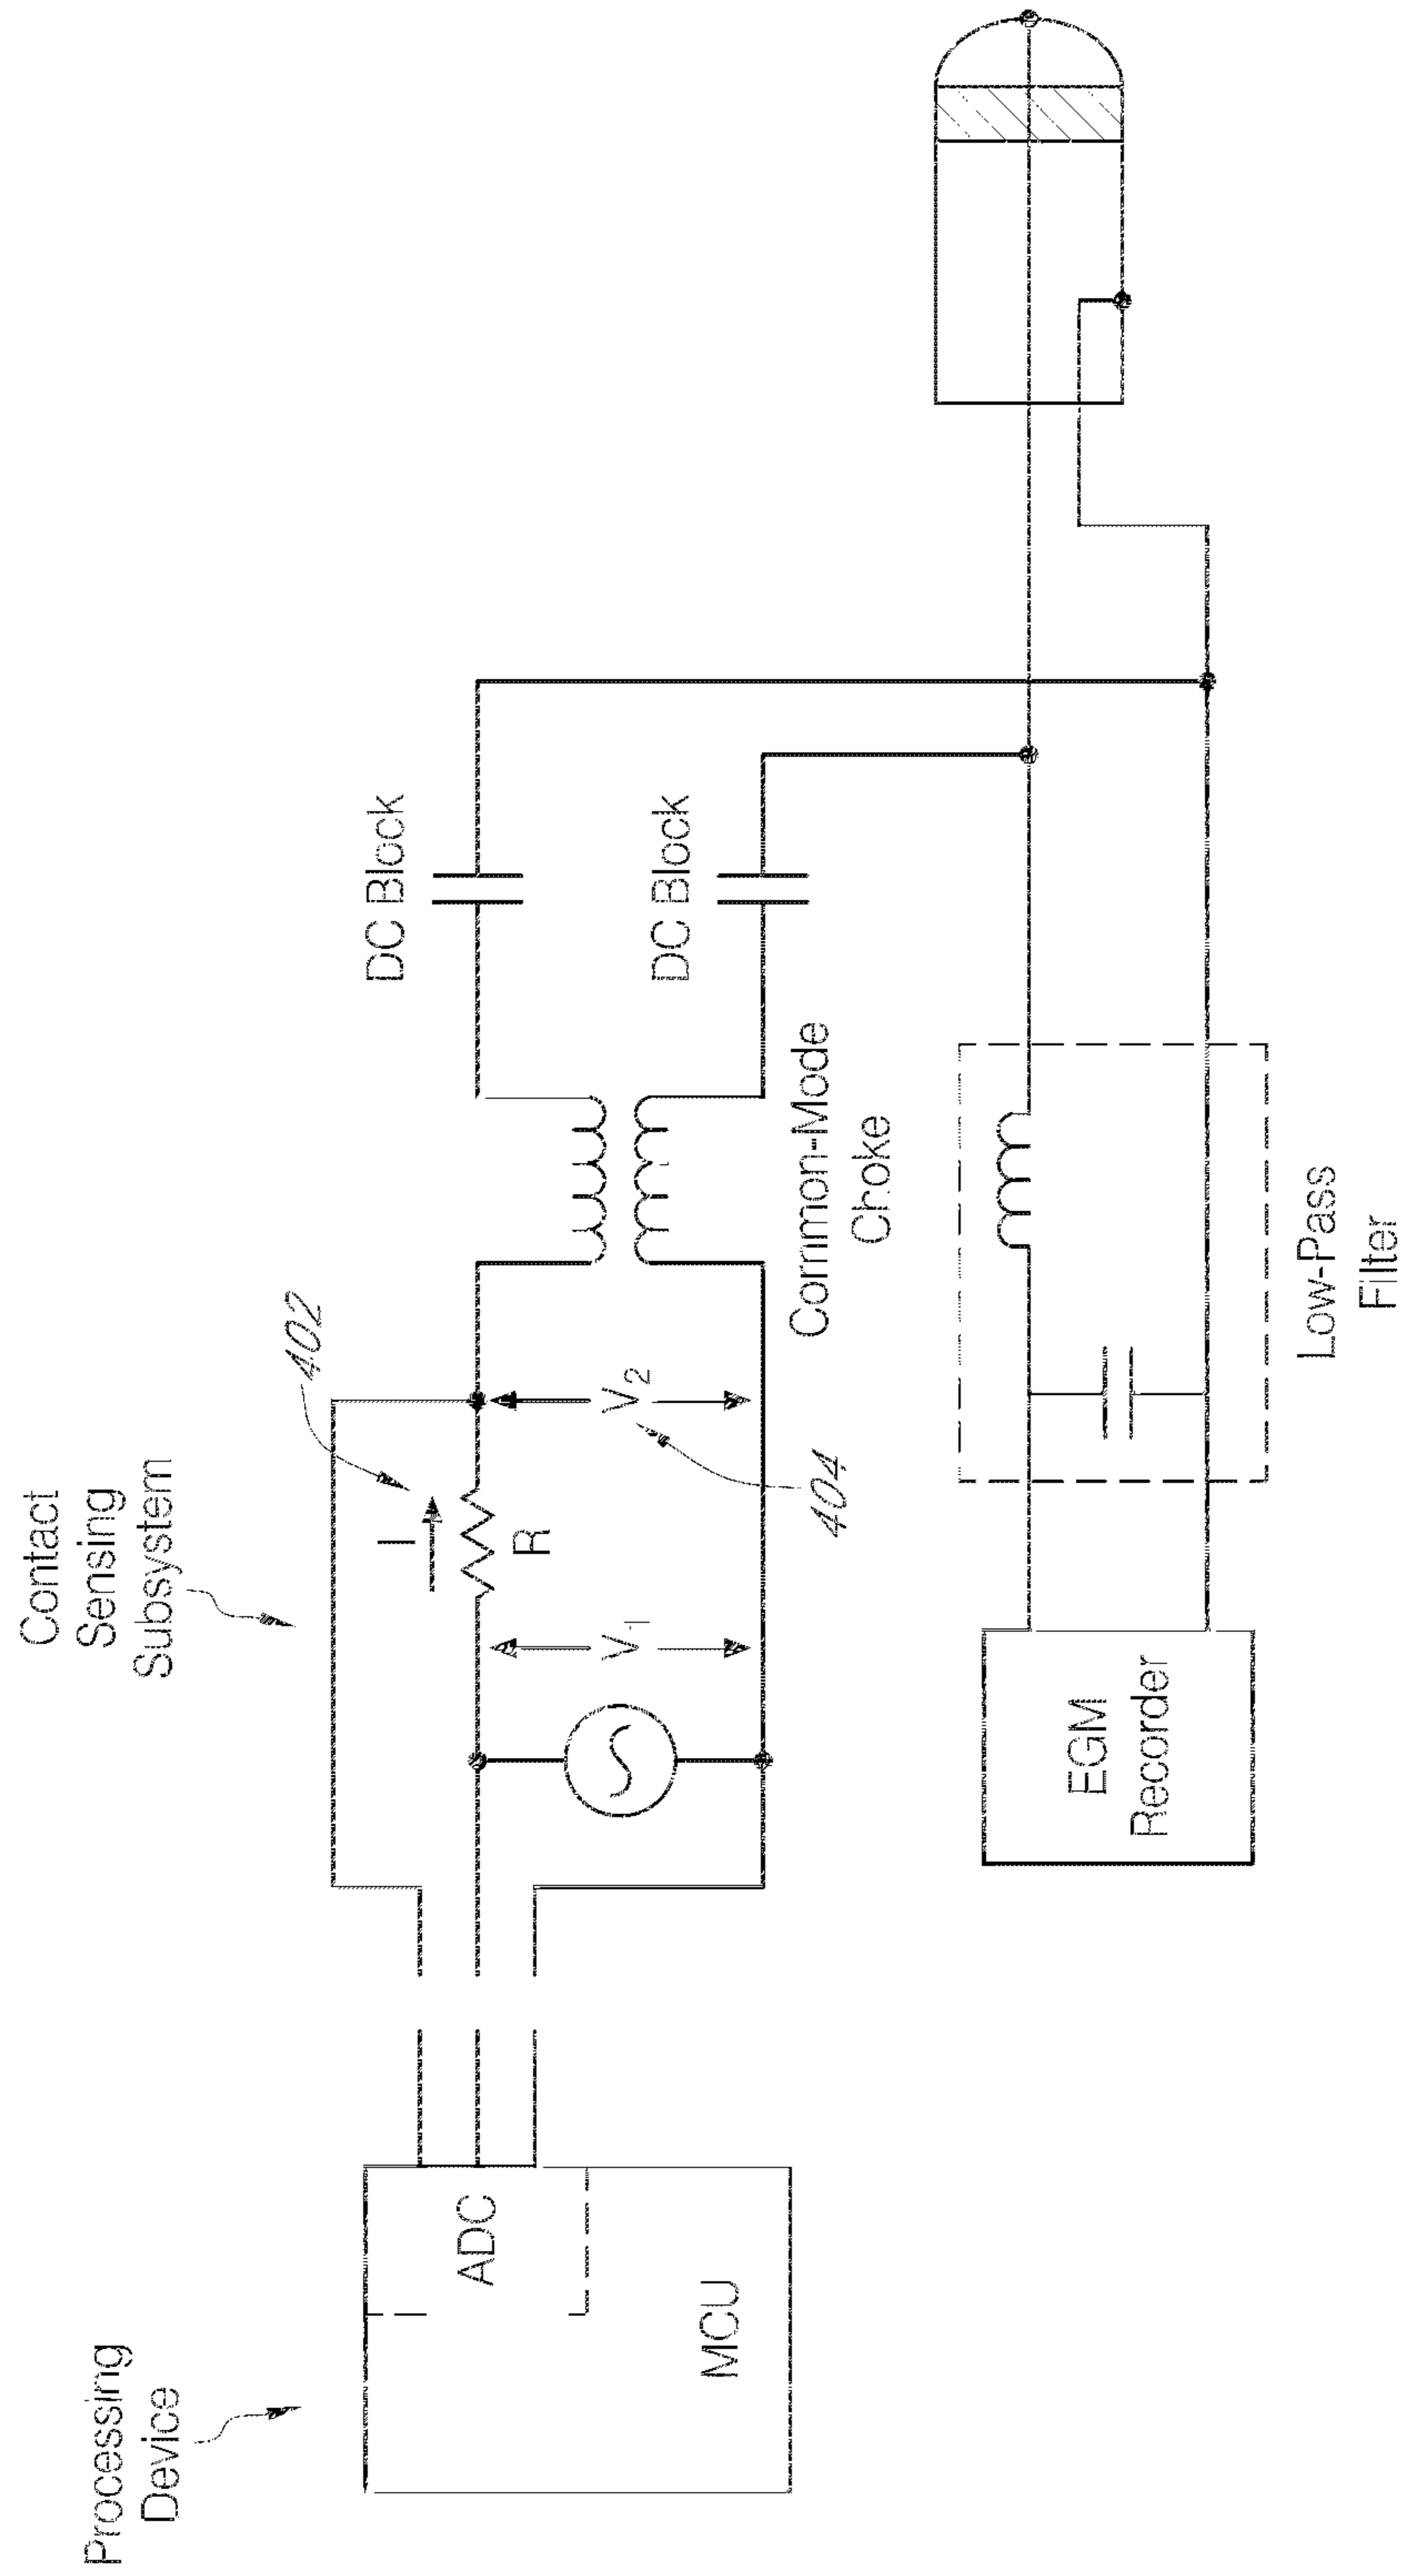 Processing
Device
MCU
ADC
Contact
Sensing
Subsystem
I
R
402
V1
V2
404
Common-Mode
Choke
DC Block
DC Block
EGM
Recorder
Low-Pass
Filter